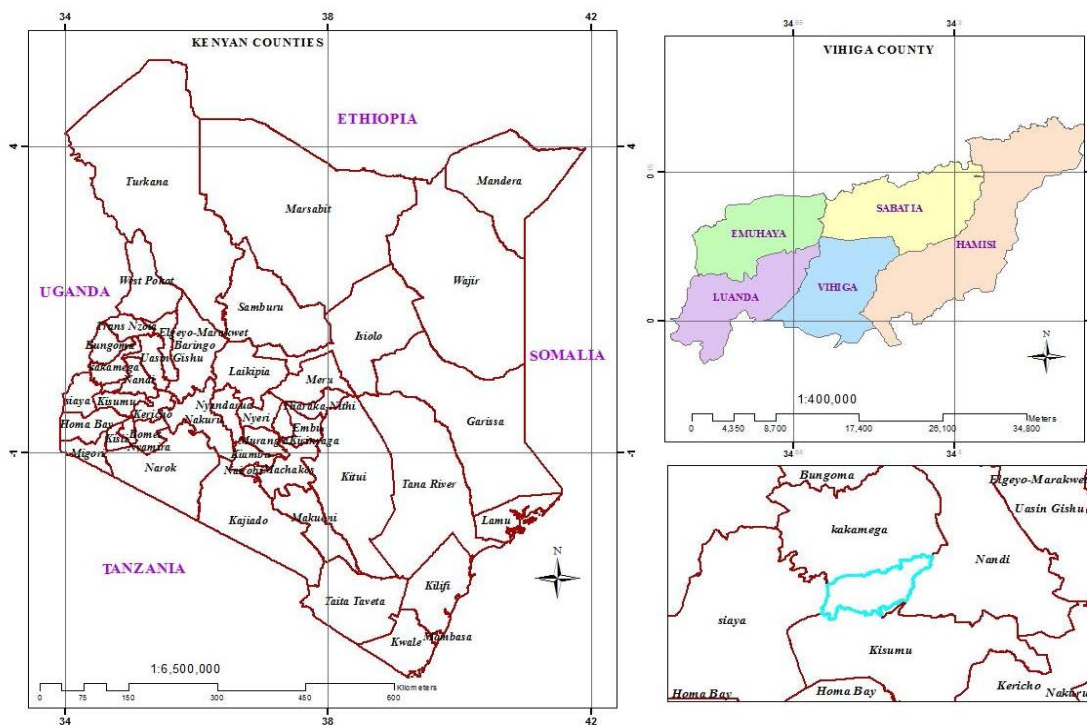 34
38
42
KENYAN COUNTIES
ETHIOPIA
4
4
Turkana
Marsabit
Mandera
Wajir
West Pokot
UGANDA
Samburu
Isiolo
SOMALIA
Trans Nzoia
Elgeyo-Marakwet
Bungoma
Baringo
Uasin Gishu
kakamega
Laikipia
Meru
Nandi
siaya
Kisumu
Nyandarua
Tharaka-Nithi
Kericho
Nyeri
Garissa
Homa Bay
Nakuru
Embu
Kisii
Bomet
Muranga
Kirinyaga
Nyamira
Migori
Kiambu
Narok
Nairobi
Machakos
Kitui
Tana River
-1
-1
Kajiado
Makueni
Lamu
TANZANIA
N
Taita Taveta
Kilifi
Kwale
Mombasa
1:6,500,000
0 75 150 300 450 600
Kilometers
34
38
42
VIHIGA COUNTY
SABATIA
EMUHAYA
HAMISI
LUANDA
VIHIGA
0
0
N
1:400,000
Meters
0 4,350 8,700 17,400 26,100 34,800
Bungoma
Elgeyo-Marakwet
Uasin Gishu
kakamega
Nandi
siaya
Kisumu
Homa Bay
Homa Bay
Kericho
Nakuru